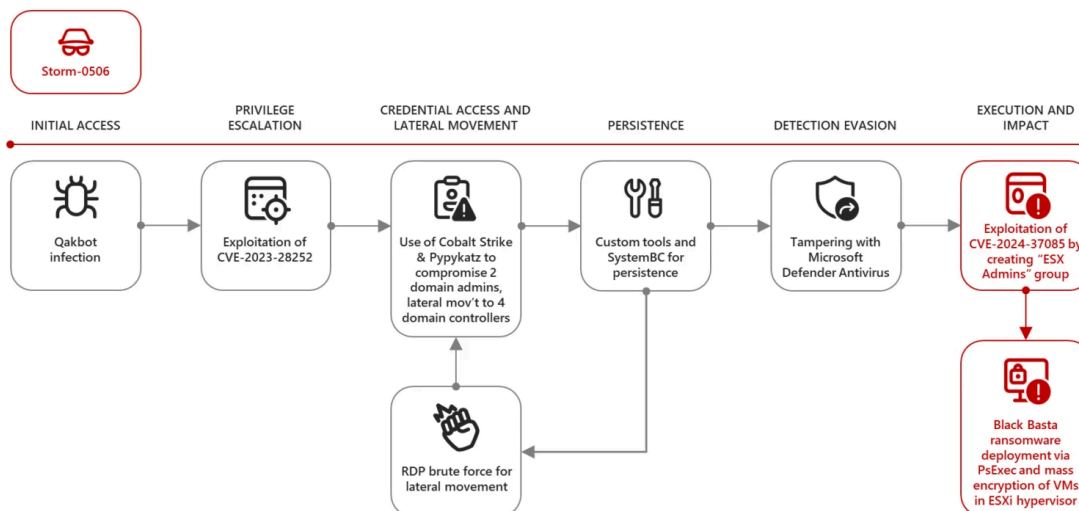 Storm-0506
INITIAL ACCESS
PRIVILEGE
ESCALATION
CREDENTIAL ACCESS AND
LATERAL MOVEMENT
PERSISTENCE
DETECTION EVASION
EXECUTION AND
IMPACT
Qakbot
infection
Exploitation of
CVE-2023-28252
Use of Cobalt Strike
& Pypykatz to
compromise 2
domain admins,
lateral mov't to 4
domain controllers
Custom tools and
SystemBC for
persistence
Tampering with
Microsoft
Defender Antivirus
Exploitation of
CVE-2024-37085 by
creating "ESX
Admins" group
RDP brute force for
lateral movement
Black Basta
ransomware
deployment via
PsExec and mass
encryption of VMs
in ESXi hypervisor